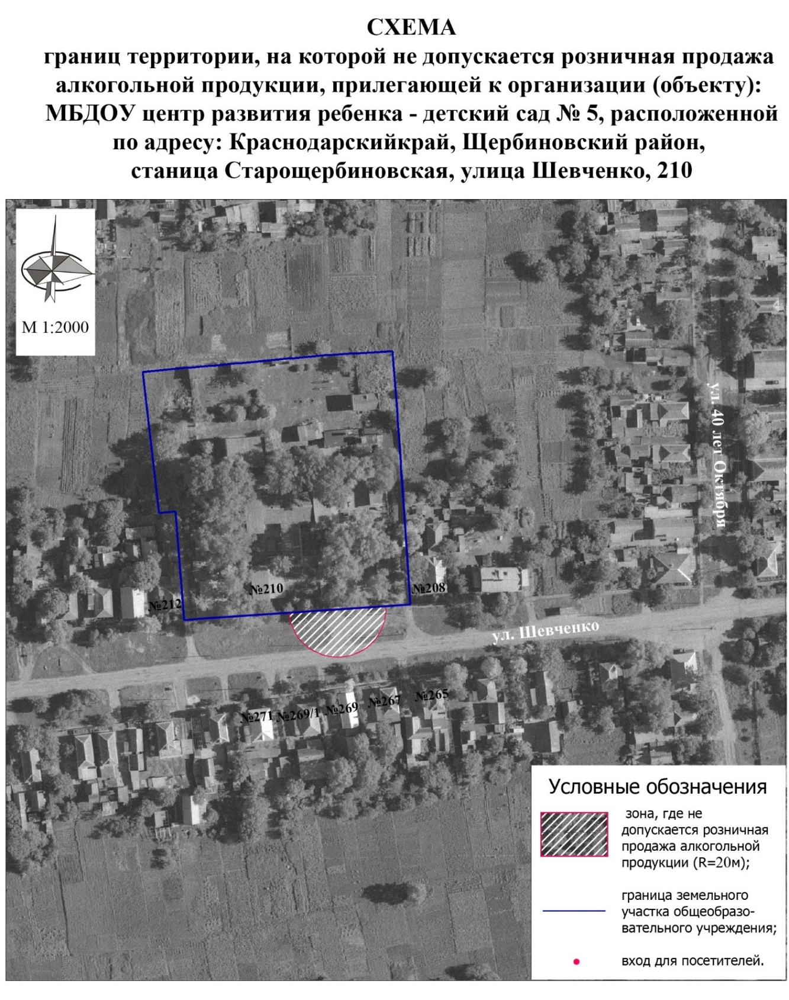 СХЕМА
границ территории, на которой не допускается розничная продажа
алкогольной продукции, прилегающей к организации (объекту):
МБДОУ центр развития ребенка - детский сад № 5, расположенной
по адресу: Краснодарскийкрай, Щербиновский район,
станица Старощербиновская, улица Шевченко, 210
М 1:2000
ул. 40 лет Октября
№210
№208
№212
ул. Шевченко
№271
№269/1
№269
№267
№265
Условные обозначения
зона, где не
допускается розничная
продажа алкогольной
продукции (R=20м);
граница земельного
участка общеобразо-
вательного учреждения;
вход для посетителей.